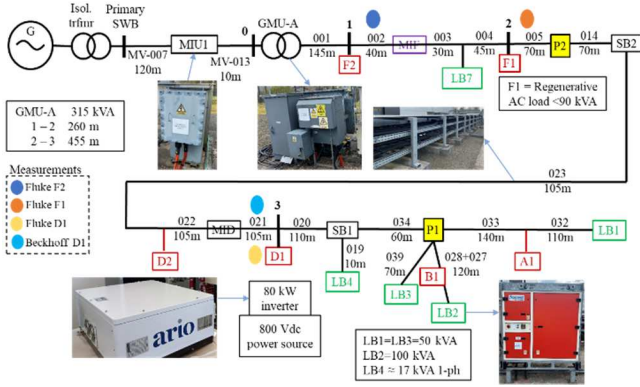 G
Isol.
trfmr
Primary
SWB
MV-007
120m
MIU1
0
MV-013
10m
GMU-A
001
145m
1
F2
002
40m
MIF
003
30m
LB7
004
45m
2
F1
005
70m
P2
014
70m
SB2
F1 = Regenerative
AC load <90 kVA
GMU-A 315 kVA
1 – 2 260 m
2 – 3 455 m
Measurements
Fluke F2
Fluke F1
Fluke D1
Beckhoff D1
023
105m
D2
022
105m
MID
021
105m
3
D1
020
110m
SB1
019
10m
LB4
034
60m
P1
039
70m
LB3
B1
028+027
120m
LB2
033
140m
A1
032
110m
LB1
ario
80 kW
inverter
800 Vdc
power source
LB1=LB3=50 kVA
LB2=100 kVA
LB4 ≈ 17 kVA 1-ph